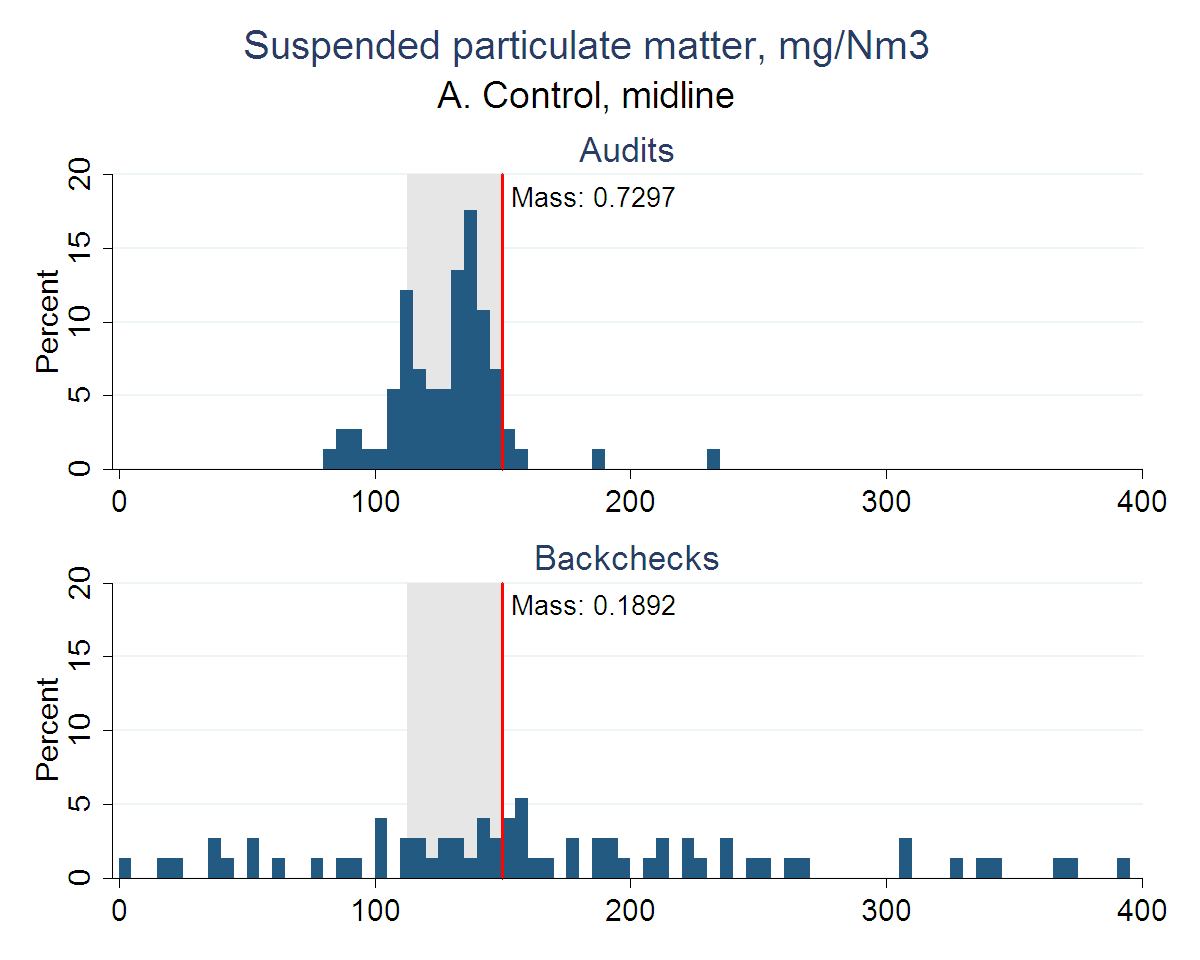 Suspended particulate matter, mg/Nm3
A. Control, midline
Audits
Mass: 0.7297
Percent
20
15
10
5
0
0 100 200 300 400
Backchecks
Mass: 0.1892
Percent
20
15
10
5
0
0 100 200 300 400